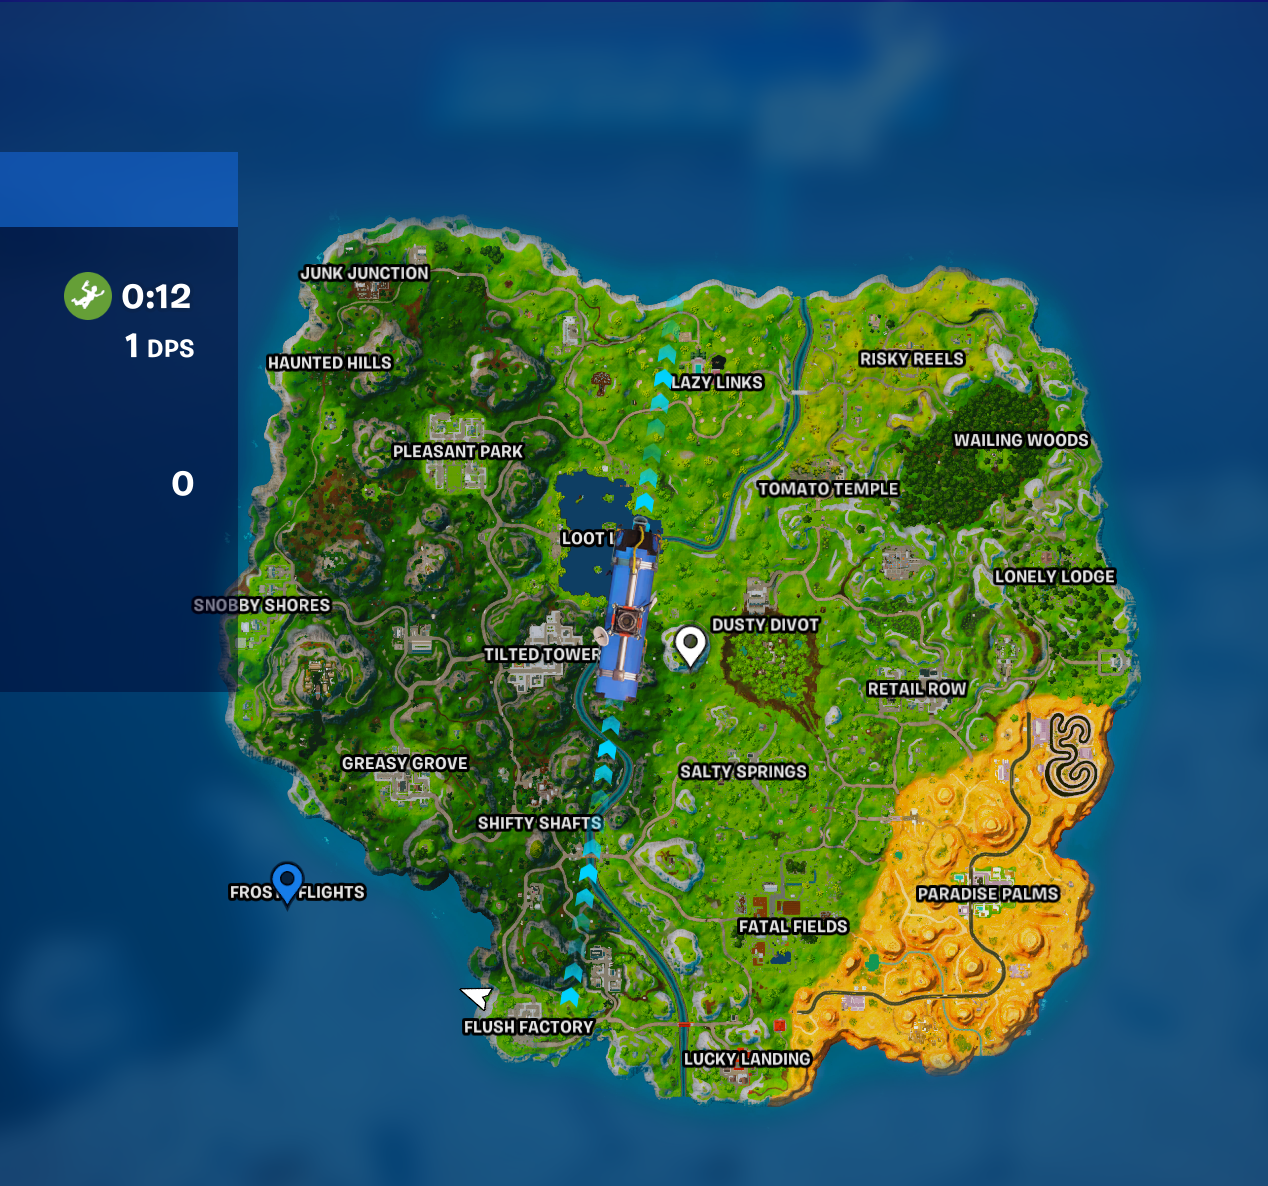 JUNK JUNCTION
0:12
1 DPS
HAUNTED HILLS
LAZY LINKS
RISKY REELS
PLEASANT PARK
WAILING WOODS
0
TOMATO TEMPLE
LOOT L
LONELY LODGE
SNOBBY SHORES
DUSTY DIVOT
TILTED TOWER
RETAIL ROW
GREASY GROVE
SALTY SPRINGS
SHIFTY SHAFTS
FROS FLIGHTS
PARADISE PALMS
FATAL FIELDS
FLUSH FACTORY
LUCKY LANDING